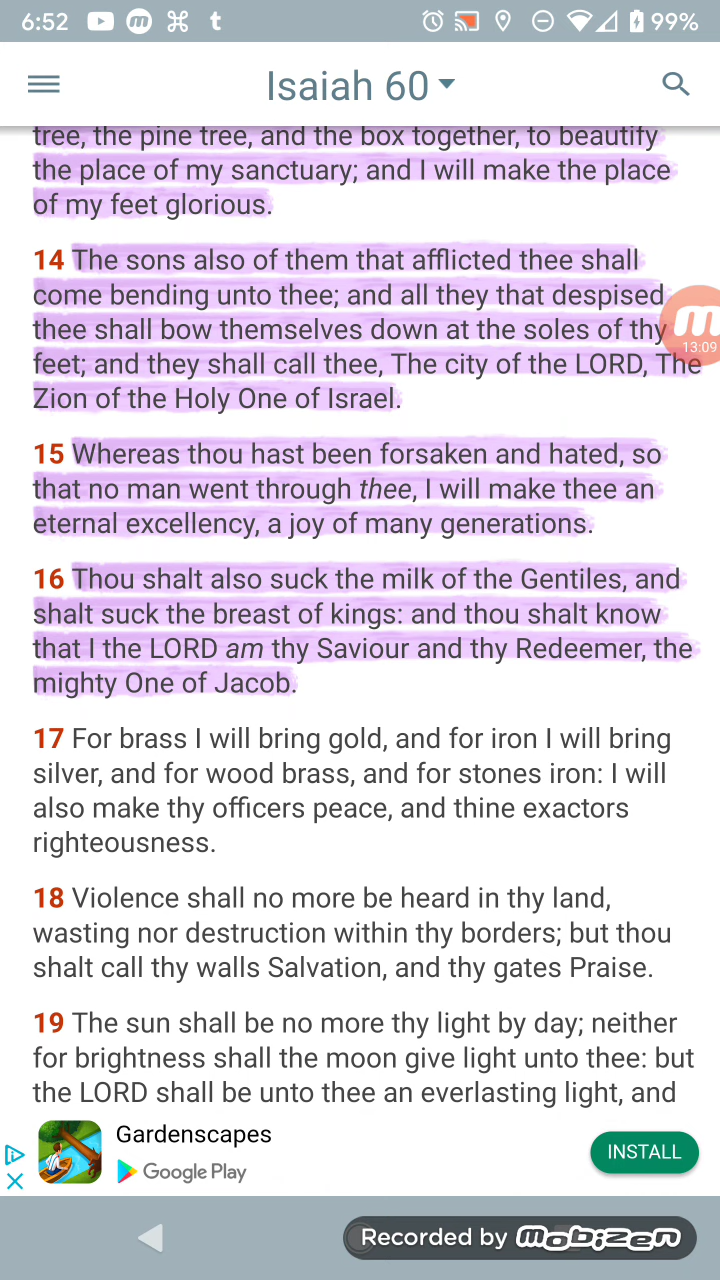 6:52 t 99%
Isaiah 60
tree, the pine tree, and the box together, to beautify
the place of my sanctuary; and I will make the place
of my feet glorious.
14 The sons also of them that afflicted thee shall
come bending unto thee; and all they that despised
thee shall bow themselves down at the soles of thy
feet; and they shall call thee, The city of the LORD, The
Zion of the Holy One of Israel.
m
13:09
15 Whereas thou hast been forsaken and hated, so
that no man went through thee, I will make thee an
eternal excellency, a joy of many generations.
16 Thou shalt also suck the milk of the Gentiles, and
shalt suck the breast of kings: and thou shalt know
that I the LORD am thy Saviour and thy Redeemer, the
mighty One of Jacob.
17 For brass I will bring gold, and for iron I will bring
silver, and for wood brass, and for stones iron: I will
also make thy officers peace, and thine exactors
righteousness.
18 Violence shall no more be heard in thy land,
wasting nor destruction within thy borders; but thou
shalt call thy walls Salvation, and thy gates Praise.
19 The sun shall be no more thy light by day; neither
for brightness shall the moon give light unto thee: but
the LORD shall be unto thee an everlasting light, and
Gardenscapes
Google Play
INSTALL
Recorded by mobizen